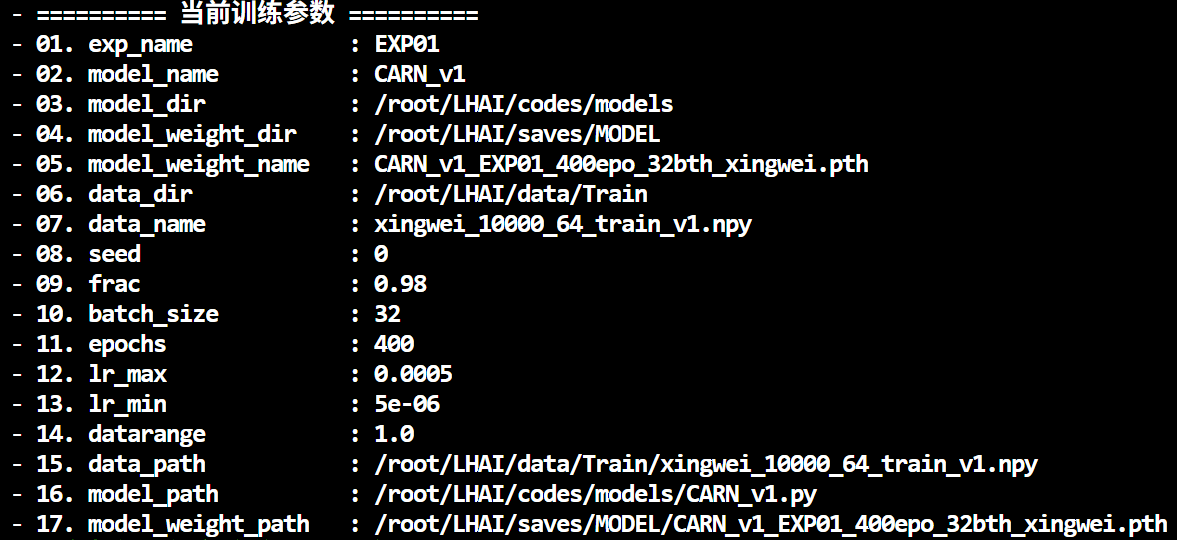 - ========== 当前训练参数 ==========
- 01. exp_name : EXP01
- 02. model_name : CARN_v1
- 03. model_dir : /root/LHAI/codes/models
- 04. model_weight_dir : /root/LHAI/saves/MODEL
- 05. model_weight_name : CARN_v1_EXP01_400epo_32bth_xingwei.pth
- 06. data_dir : /root/LHAI/data/Train
- 07. data_name : xingwei_10000_64_train_v1.npy
- 08. seed : 0
- 09. frac : 0.98
- 10. batch_size : 32
- 11. epochs : 400
- 12. lr_max : 0.0005
- 13. lr_min : 5e-06
- 14. datarange : 1.0
- 15. data_path : /root/LHAI/data/Train/xingwei_10000_64_train_v1.npy
- 16. model_path : /root/LHAI/codes/models/CARN_v1.py
- 17. model_weight_path : /root/LHAI/saves/MODEL/CARN_v1_EXP01_400epo_32bth_xingwei.pth